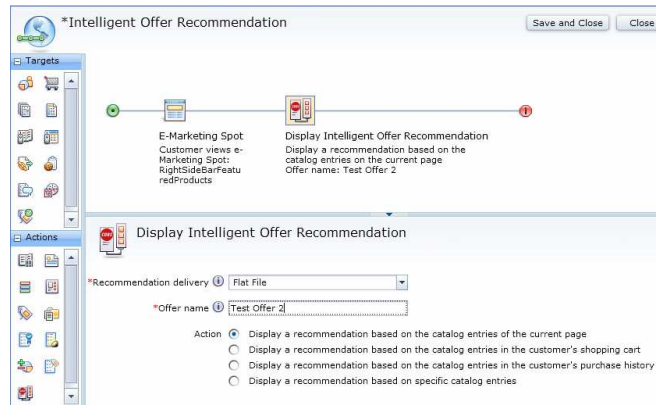 *Intelligent Offer Recommendation
Save and Close
Close
Targets
E-Marketing Spot
Customer views e-
Marketing Spot:
RightSideBarFeatu
redProducts
Display Intelligent Offer Recommendation
Display a recommendation based on the
catalog entries on the current page
Offer name: Test Offer 2
Actions
Display Intelligent Offer Recommendation
*Recommendation delivery
Flat File
*Offer name
Test Offer 2
Action
Display a recommendation based on the catalog entries of the current page
Display a recommendation based on the catalog entries in the customer's shopping cart
Display a recommendation based on the catalog entries in the customer's purchase history
Display a recommendation based on specific catalog entries